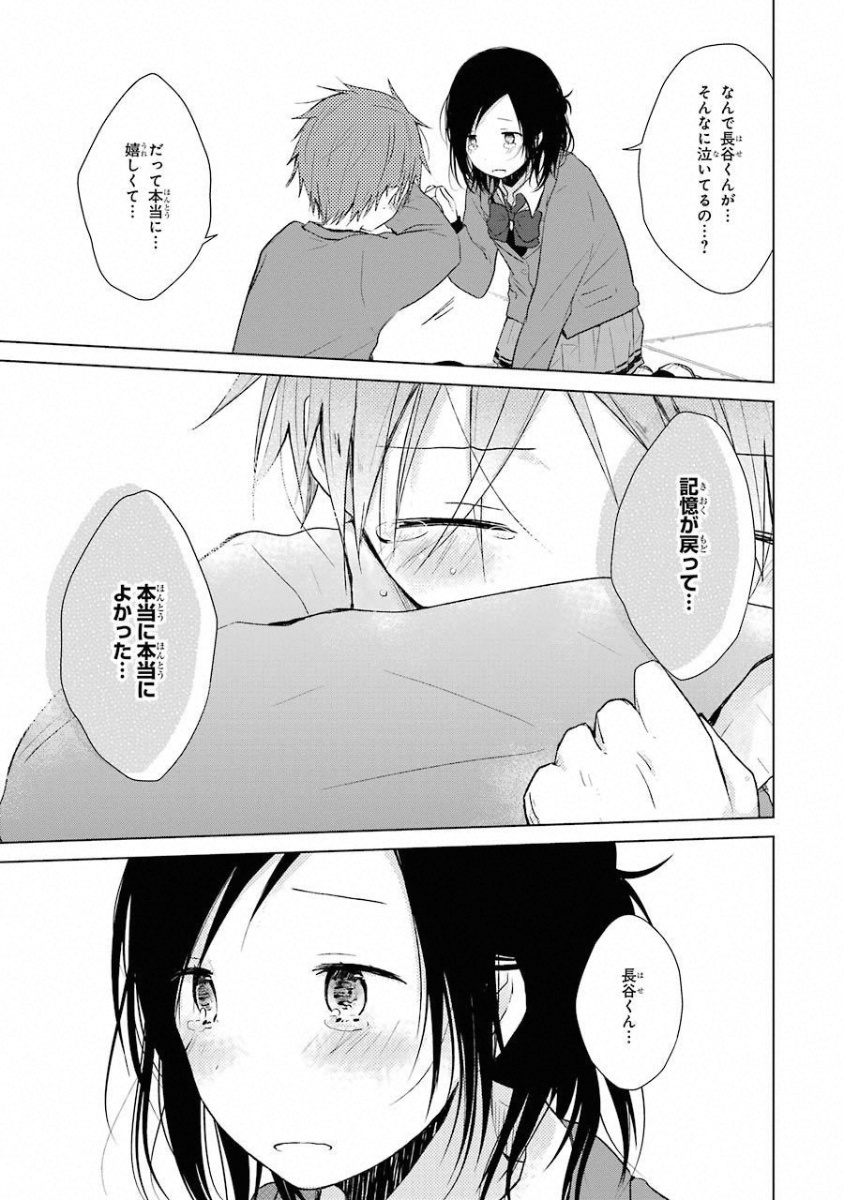 なんで長谷くんが…
そんなに泣いてるの…?
だって本当に…
嬉しくて…
記憶が戻って…
本当に本当に
よかった…
長谷くん…